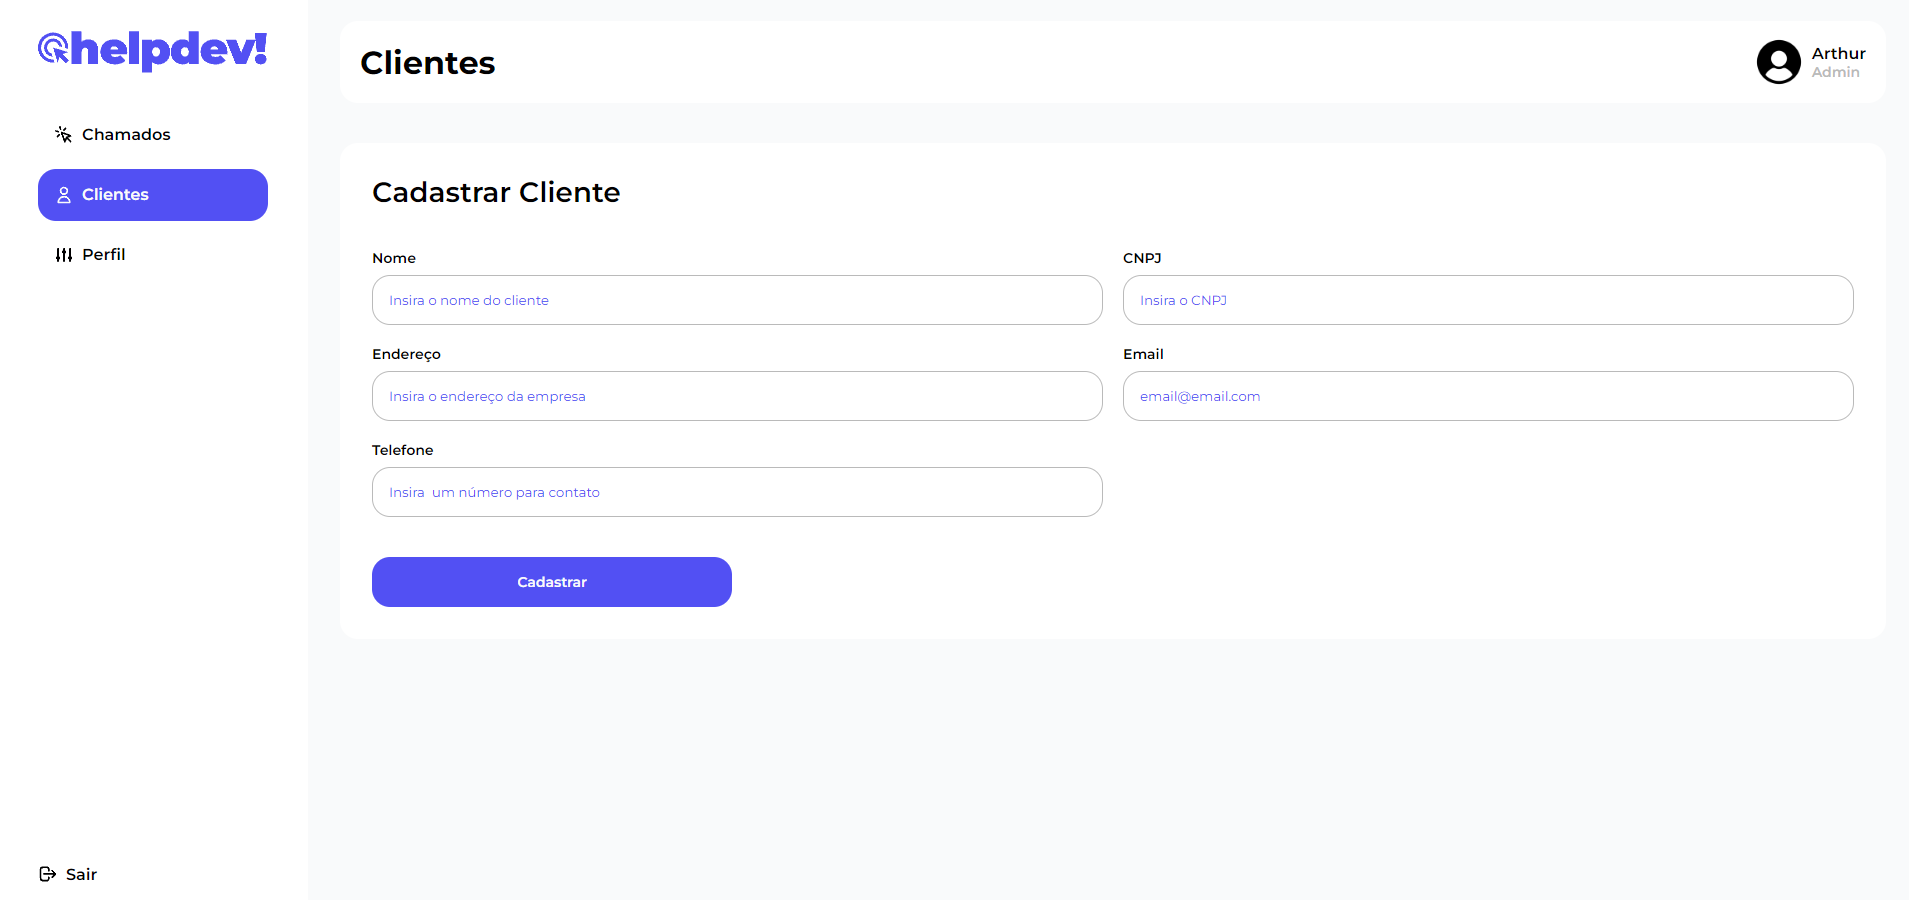 helpdev!
Chamados
Clientes
Perfil
Sair
Clientes
Arthur
Admin
Cadastrar Cliente
Nome
Insira o nome do cliente
CNPJ
Insira o CNPJ
Endereço
Insira o endereço da empresa
Email
email@email.com
Telefone
Insira  um número para contato
Cadastrar